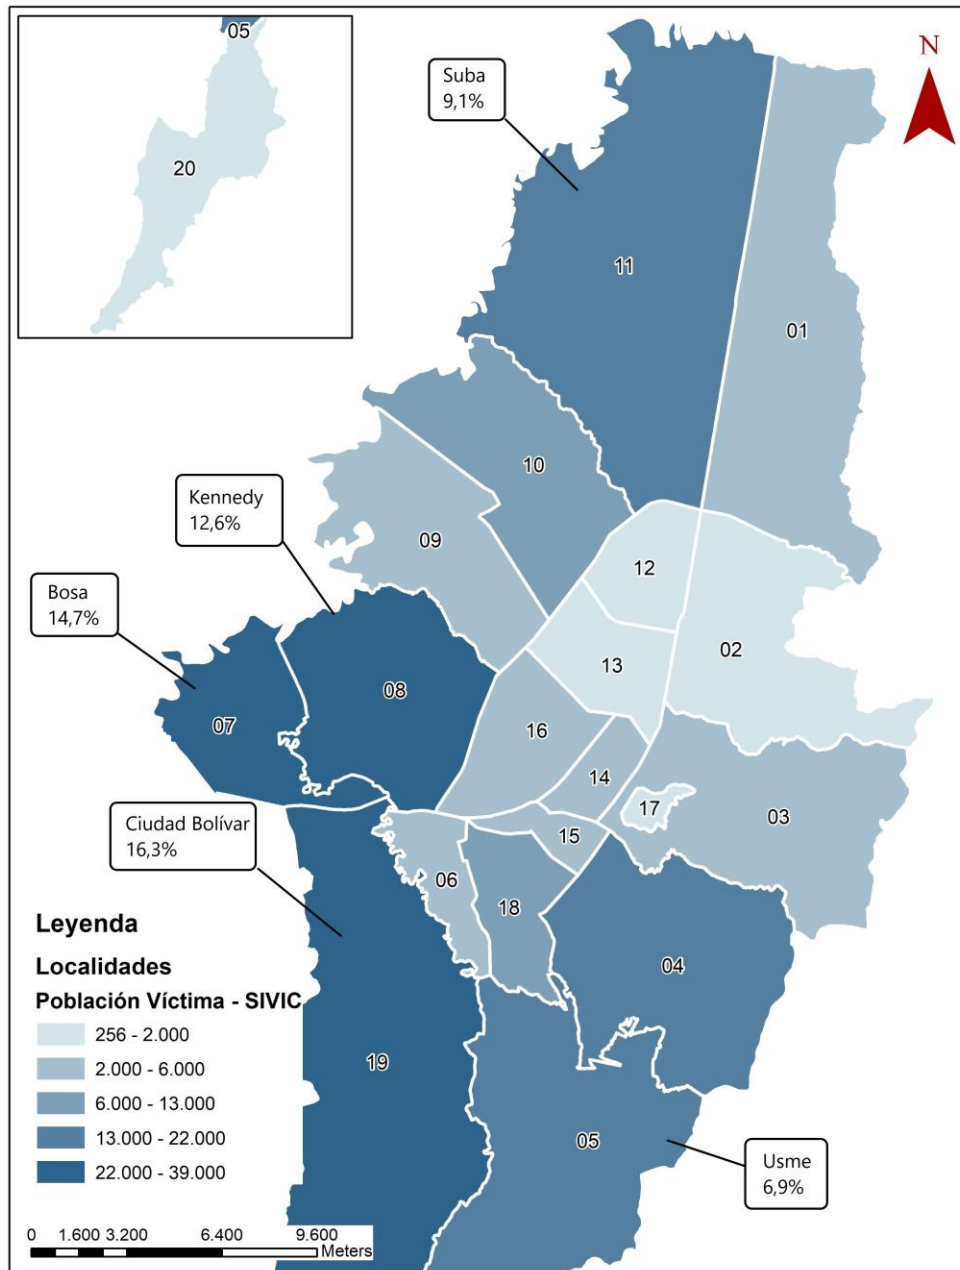 05
20
N
Suba
9,1%
11
01
10
Kennedy
12,6%
09
12
Bosa
14,7%
02
13
08
07
16
14
17
03
Ciudad Bolívar
16,3%
15
06
18
04
19
05
Usme
6,9%
Leyenda
Localidades
Población Víctima - SIVIC
256 - 2.000
2.000 - 6.000
6.000 - 13.000
13.000 - 22.000
22.000 - 39.000
0 1.600 3.200 6.400 9.600
Meters